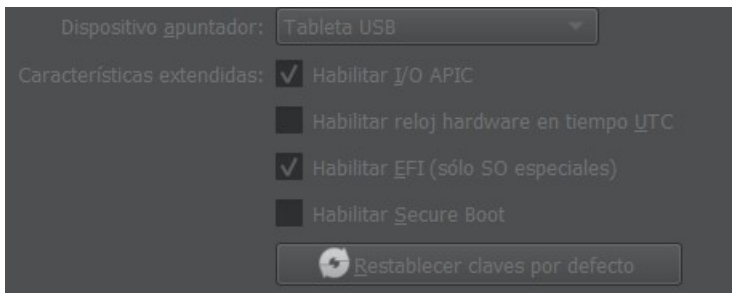 Dispositivo apuntador: Tableta USB
Características extendidas: Habilitar I/O APIC
Habilitar reloj hardware en tiempo UTC
Habilitar EFI (sólo SO especiales)
Habilitar Secure Boot
Restablecer claves por defecto